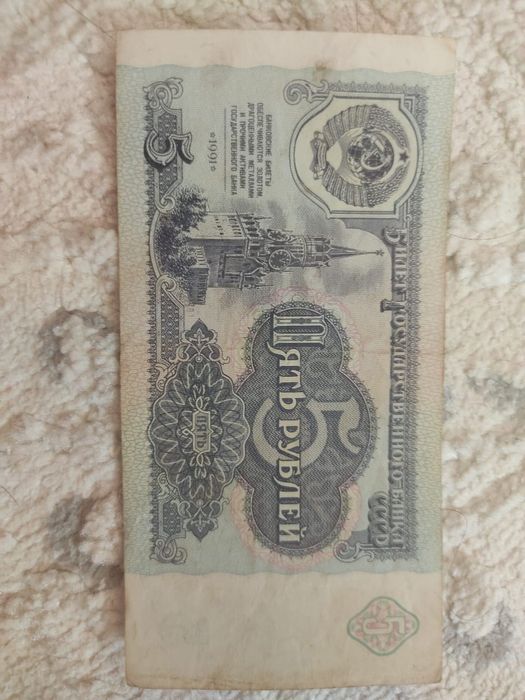 Билет Государственного Банка
СССР
БАНКОВСКИЕ БИЛЕТЫ
ОБЕСПЕЧИВАЮТСЯ ЗОЛОТОМ,
ДРАГОЦЕННЫМИ МЕТАЛЛАМИ
И ПРОЧИМИ АКТИВАМИ
ГОСУДАРСТВЕННОГО БАНКА
1991
5
5
Пять рублей
ПЯТЬ
5